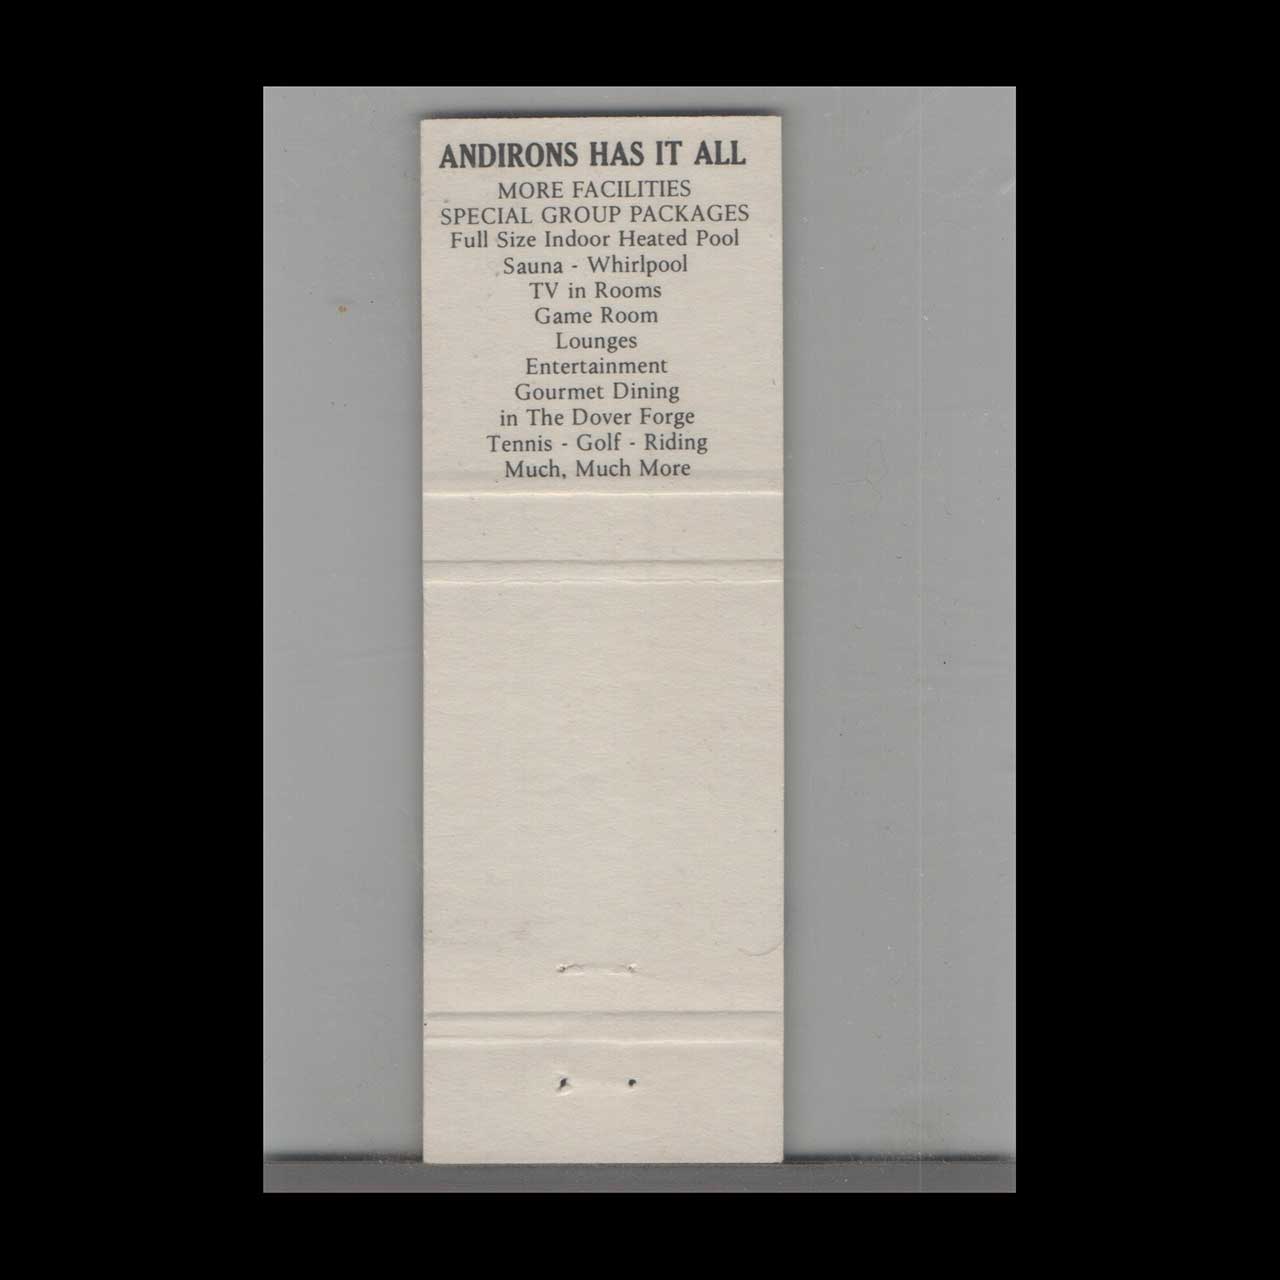 ANDIRONS HAS IT ALL
MORE FACILITIES
SPECIAL GROUP PACKAGES
Full Size Indoor Heated Pool
Sauna - Whirlpool
TV in Rooms
Game Room
Lounges
Entertainment
Gourmet Dining
in The Dover Forge
Tennis - Golf - Riding
Much, Much More